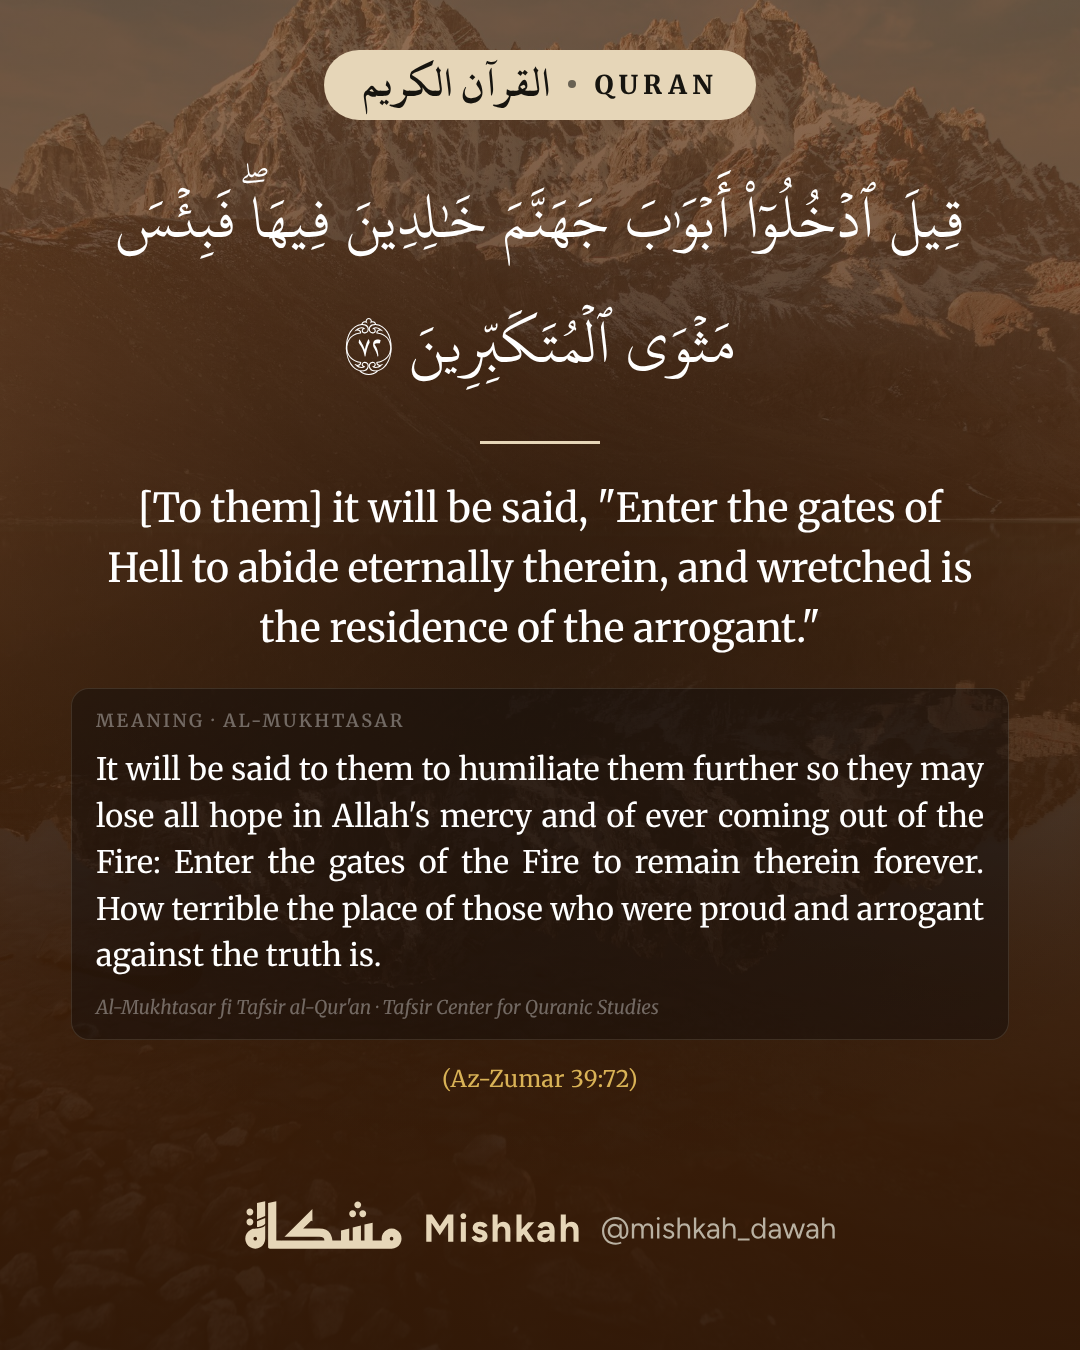 القرآن الكريم • QURAN
قِيلَ ٱدۡخُلُوٓاْ أَبۡوَٰبَ جَهَنَّمَ خَٰلِدِينَ فِيهَاۖ فَبِئۡسَ
مَثۡوَى ٱلۡمُتَكَبِّرِينَ ٧٢
[To them] it will be said, "Enter the gates of
Hell to abide eternally therein, and wretched is
the residence of the arrogant."
MEANING · AL-MUKHTASAR
It will be said to them to humiliate them further so they may
lose all hope in Allah's mercy and of ever coming out of the
Fire: Enter the gates of the Fire to remain therein forever.
How terrible the place of those who were proud and arrogant
against the truth is.
Al-Mukhtasar fi Tafsir al-Qur'an · Tafsir Center for Quranic Studies
(Az-Zumar 39:72)
مشكاة Mishkah @mishkah_dawah